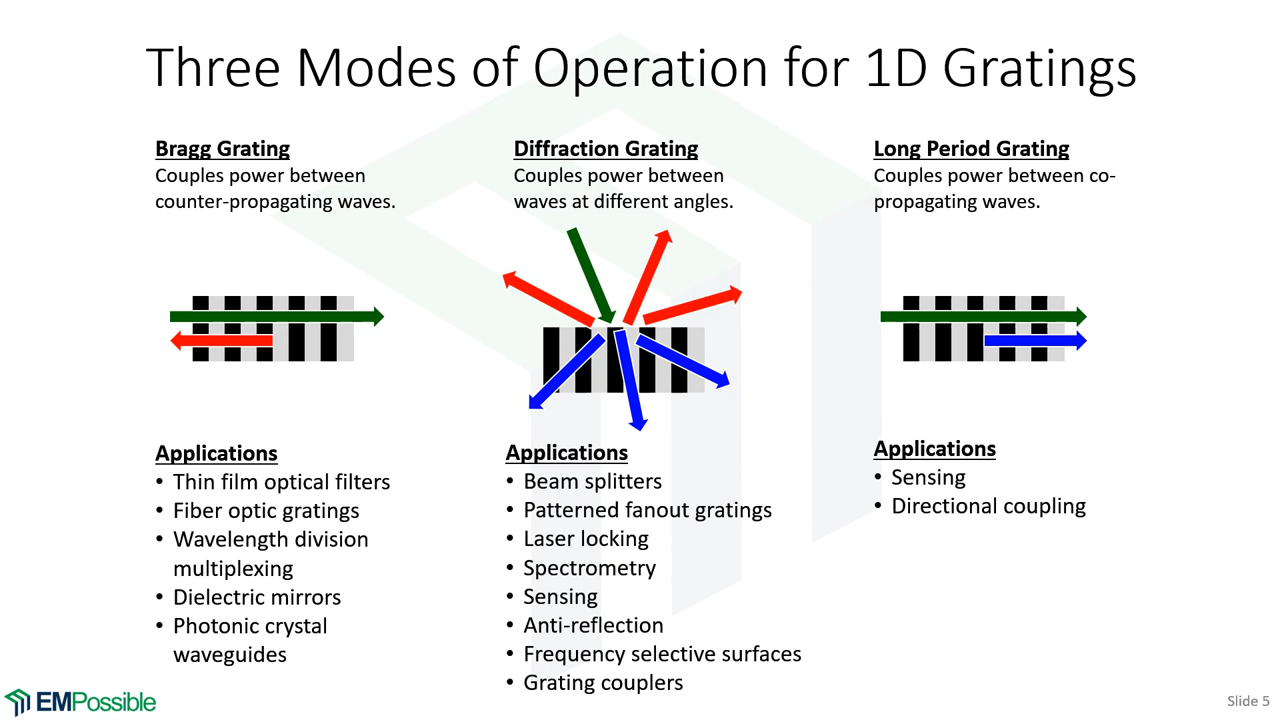 Three Modes of Operation for 1D Gratings
Bragg Grating
Couples power between
counter-propagating waves.
Applications
• Thin film optical filters
• Fiber optic gratings
• Wavelength division
multiplexing
• Dielectric mirrors
• Photonic crystal
waveguides
Diffraction Grating
Couples power between
waves at different angles.
Applications
• Beam splitters
• Patterned fanout gratings
• Laser locking
• Spectrometry
• Sensing
• Anti-reflection
• Frequency selective surfaces
• Grating couplers
Long Period Grating
Couples power between co-
propagating waves.
Applications
• Sensing
• Directional coupling
EMPossible
Slide 5